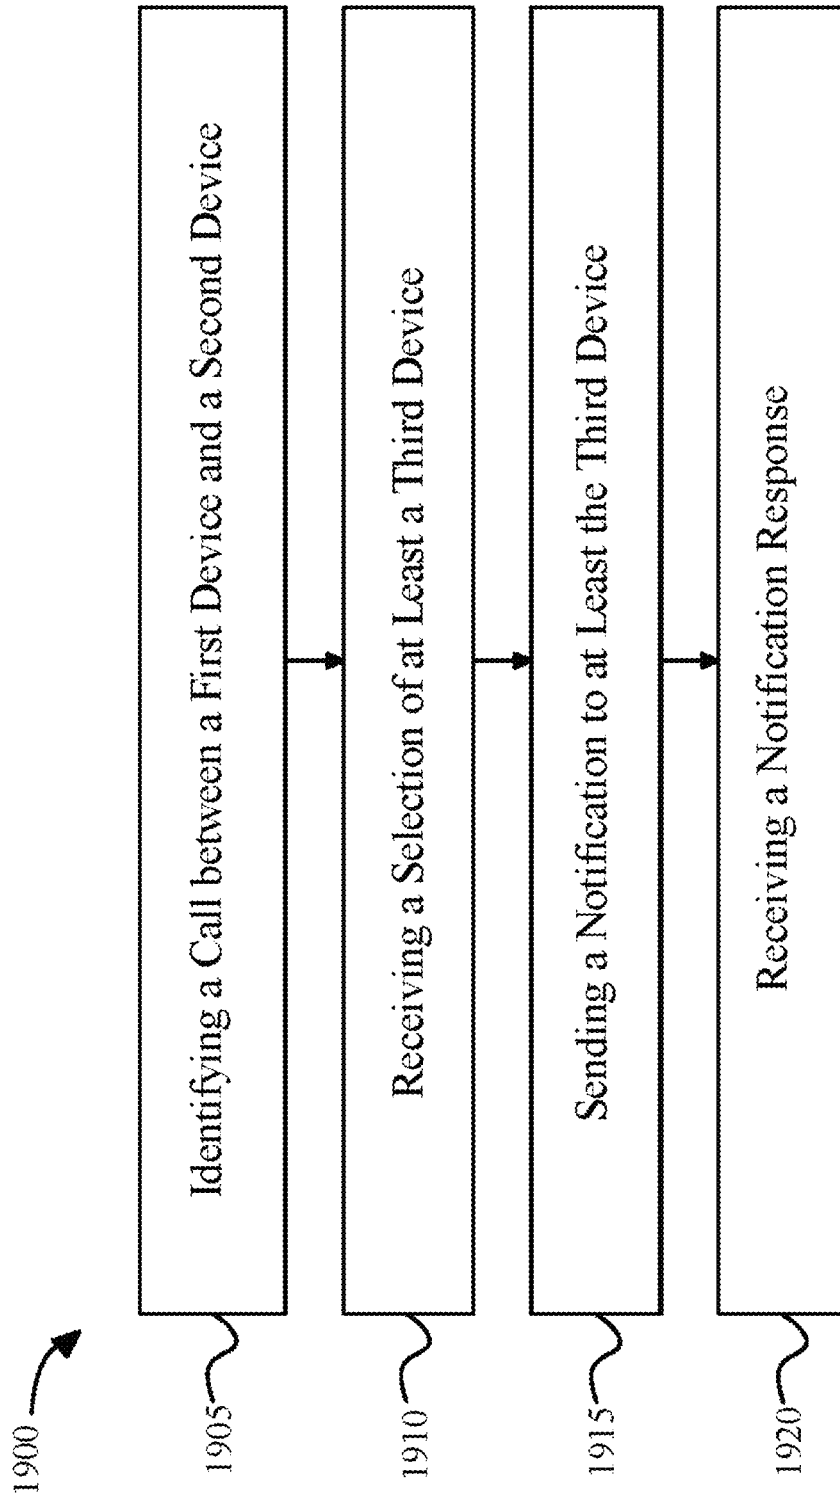 1900
1905
Identifying a Call between a First Device and a Second Device
1910
Receiving a Selection of at Least a Third Device
1915
Sending a Notification to at Least the Third Device
1920
Receiving a Notification Response